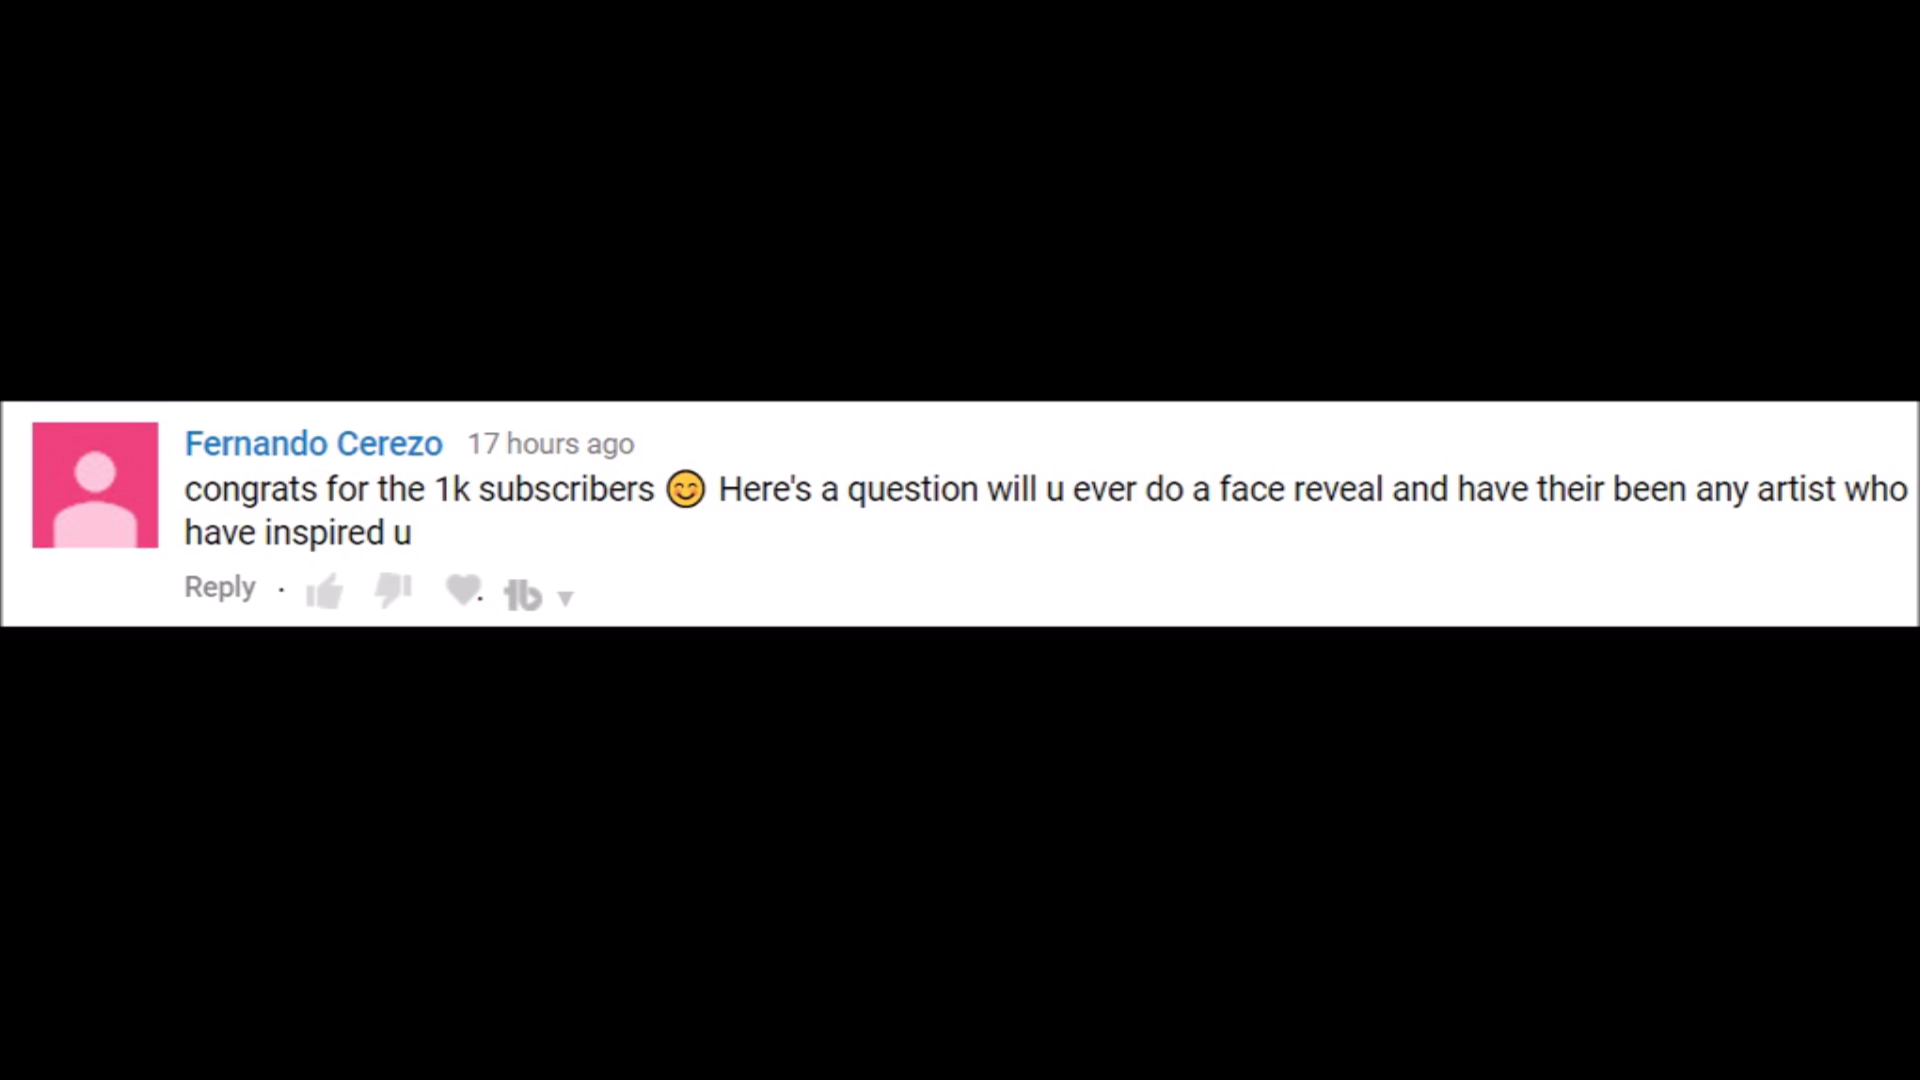 Fernando Cerezo 17 hours ago
congrats for the 1k subscribers 😊 Here's a question will u ever do a face reveal and have their been any artist who
have inspired u
Reply · tb ▼